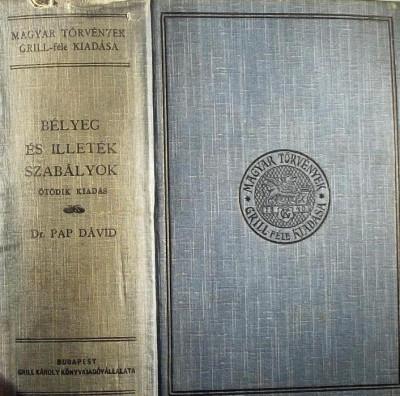 MAGYAR TÖRVÉNYEK
GRILL-féle KIADÁSA
BÉLYEG
ÉS ILLETÉK
SZABÁLYOK
ÖTÖDIK KIADÁS
Dr. PAP DÁVID
BUDAPEST
GRILL KÁROLY KÖNYVKIADÓVÁLLALATA
MAGYAR TÖRVÉNYEK
GRILL-féle KIADÁSA